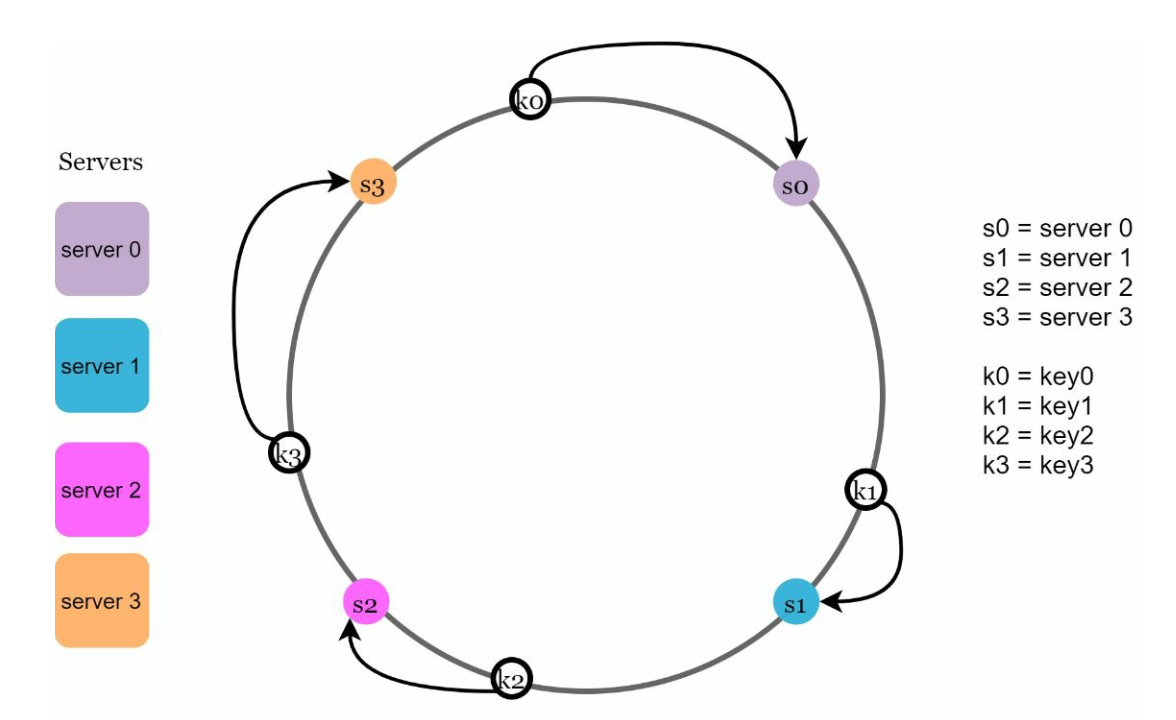 Servers
server 0
server 1
server 2
server 3
k0
s0
s3
k3
k1
s2
s1
k2
s0 = server 0
s1 = server 1
s2 = server 2
s3 = server 3
k0 = key0
k1 = key1
k2 = key2
k3 = key3